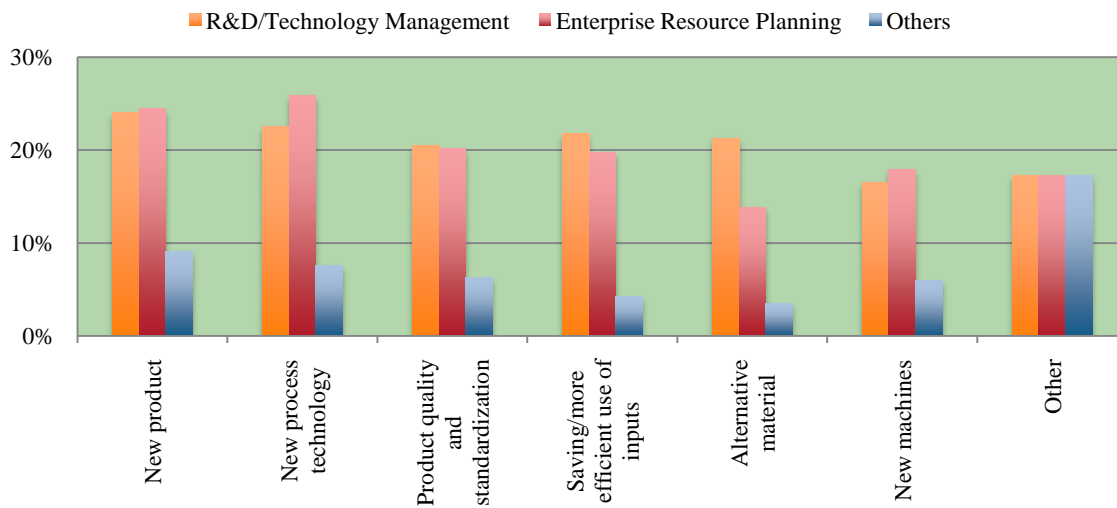 R&D/Technology Management Enterprise Resource Planning Others
30%
20%
10%
0%
New product
New process
technology
Product quality
and
standardization
Saving/more
efficient use of
inputs
Alternative
material
New machines
Other